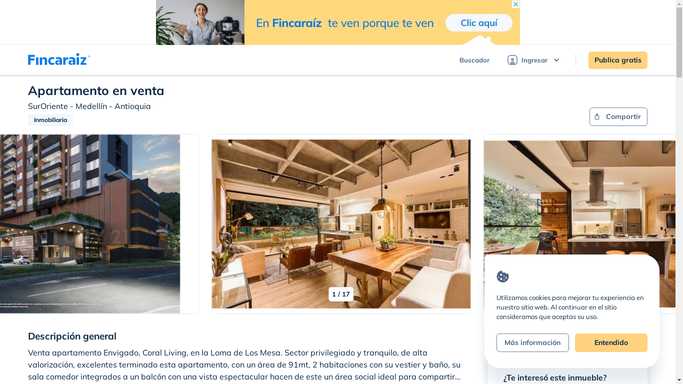 En Fincaraíz te ven porque te ven
Clic aquí
Fincaraíz
Buscador
Ingresar
Publica gratis
Apartamento en venta
SurOriente - Medellín - Antioquia
Inmobiliaria
Compartir
1 / 17
Utilizamos cookies para mejorar tu experiencia en
nuestro sitio web. Al continuar en el sitio
consideramos que aceptas su uso.
Más información
Entendido
Descripción general
Venta apartamento Envigado, Coral Living, en la Loma de Los Mesa. Sector privilegiado y tranquilo, de alta
valorización, excelentes terminada esta apartamento, con un área de 91mt, 2 habitaciones con su vestier y baño, su
sala comedor integrados a un balcón con una vista espectacular hacen de este un área social ideal para compartir...
¿Te interesó este inmueble?